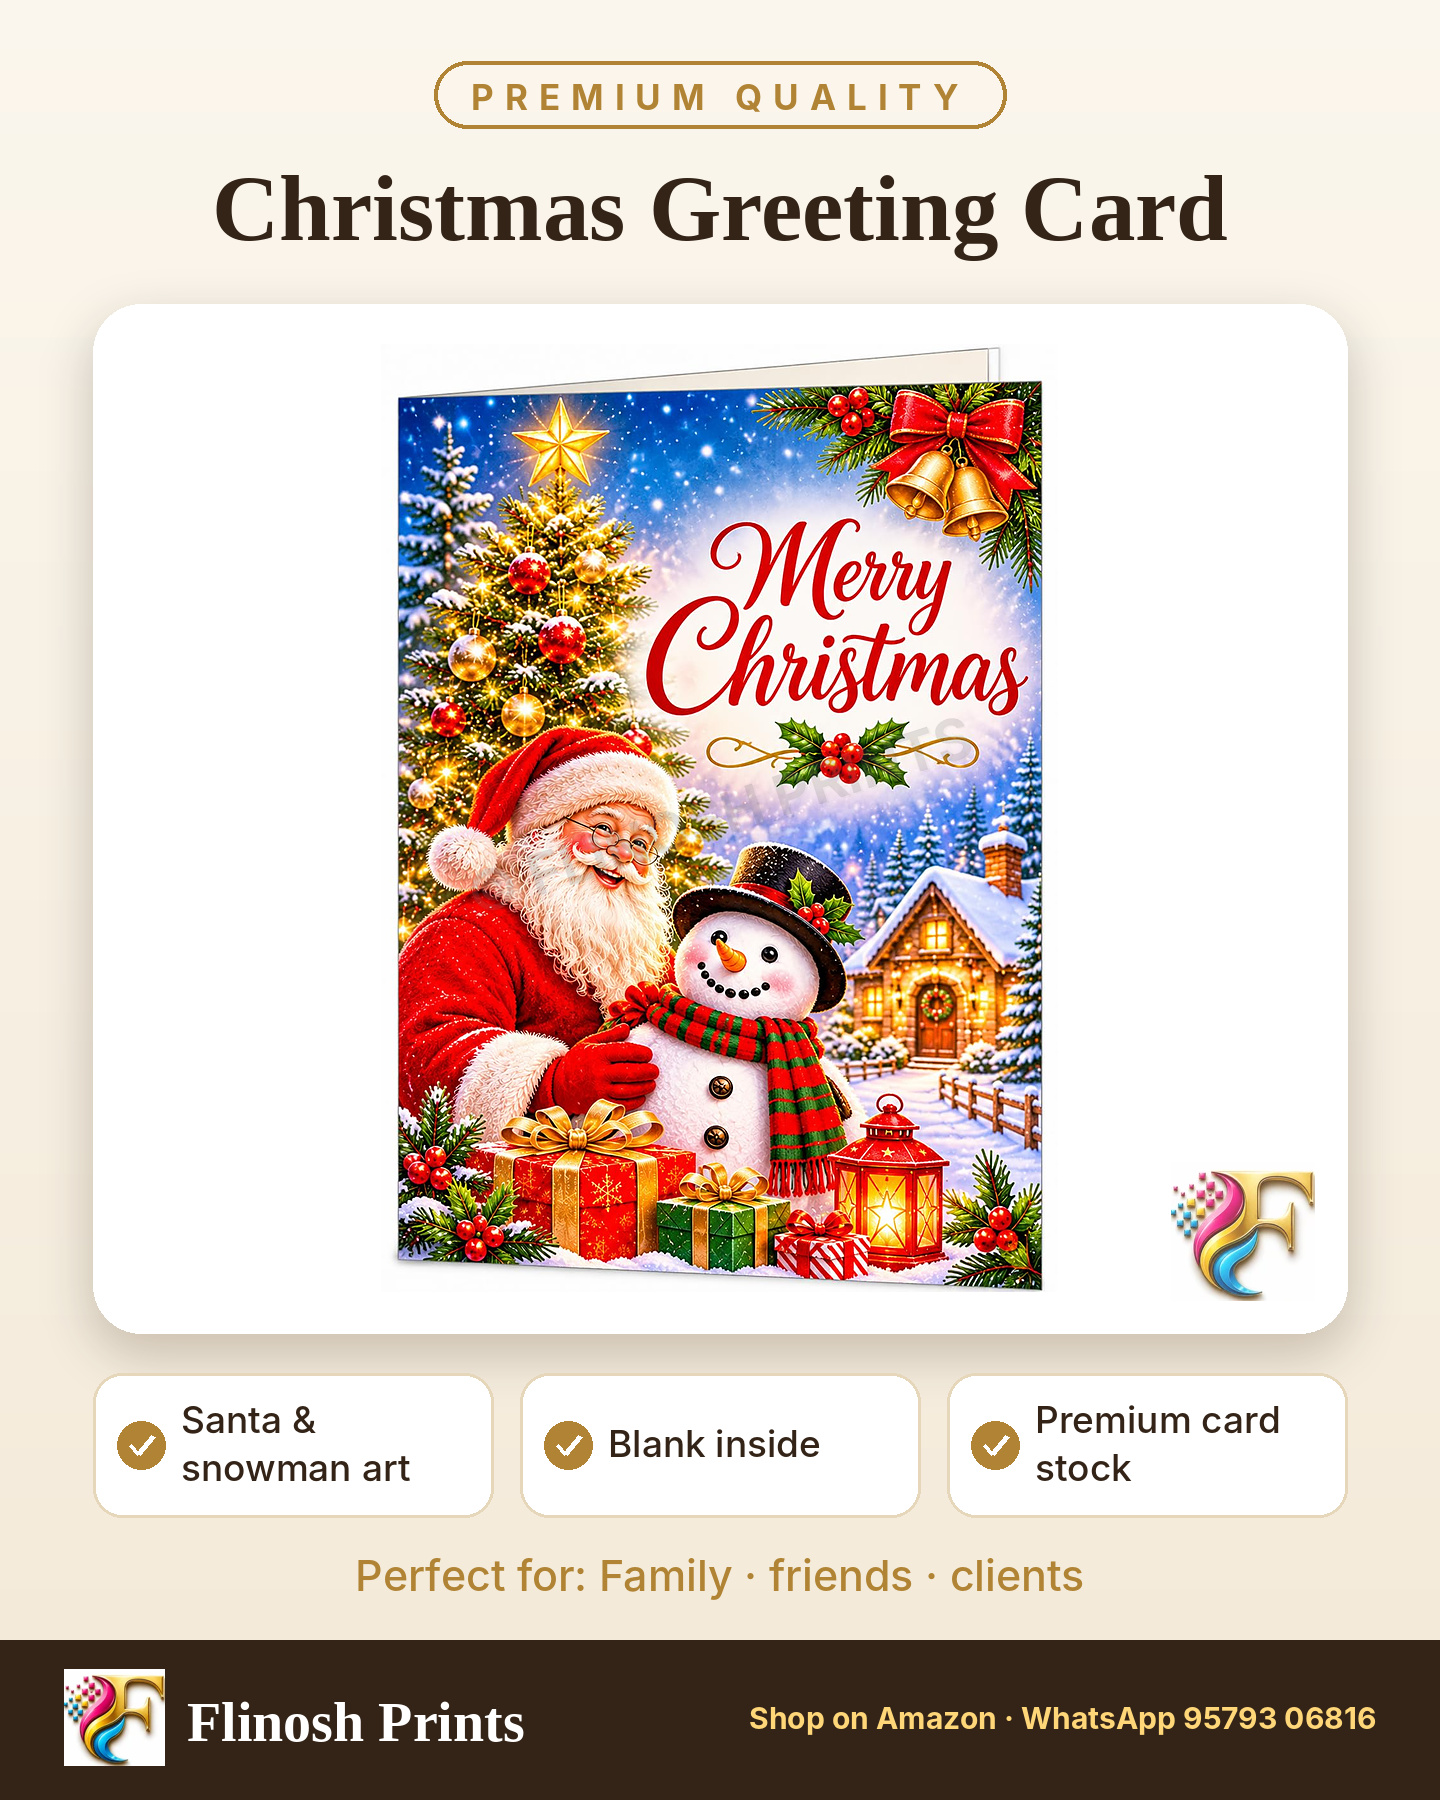 PREMIUM QUALITY
Christmas Greeting Card
Merry
Christmas
PRINTS
Santa &
snowman art
Blank inside
Premium card
stock
Perfect for: Family · friends · clients
Flinosh Prints
Shop on Amazon · WhatsApp 95793 06816